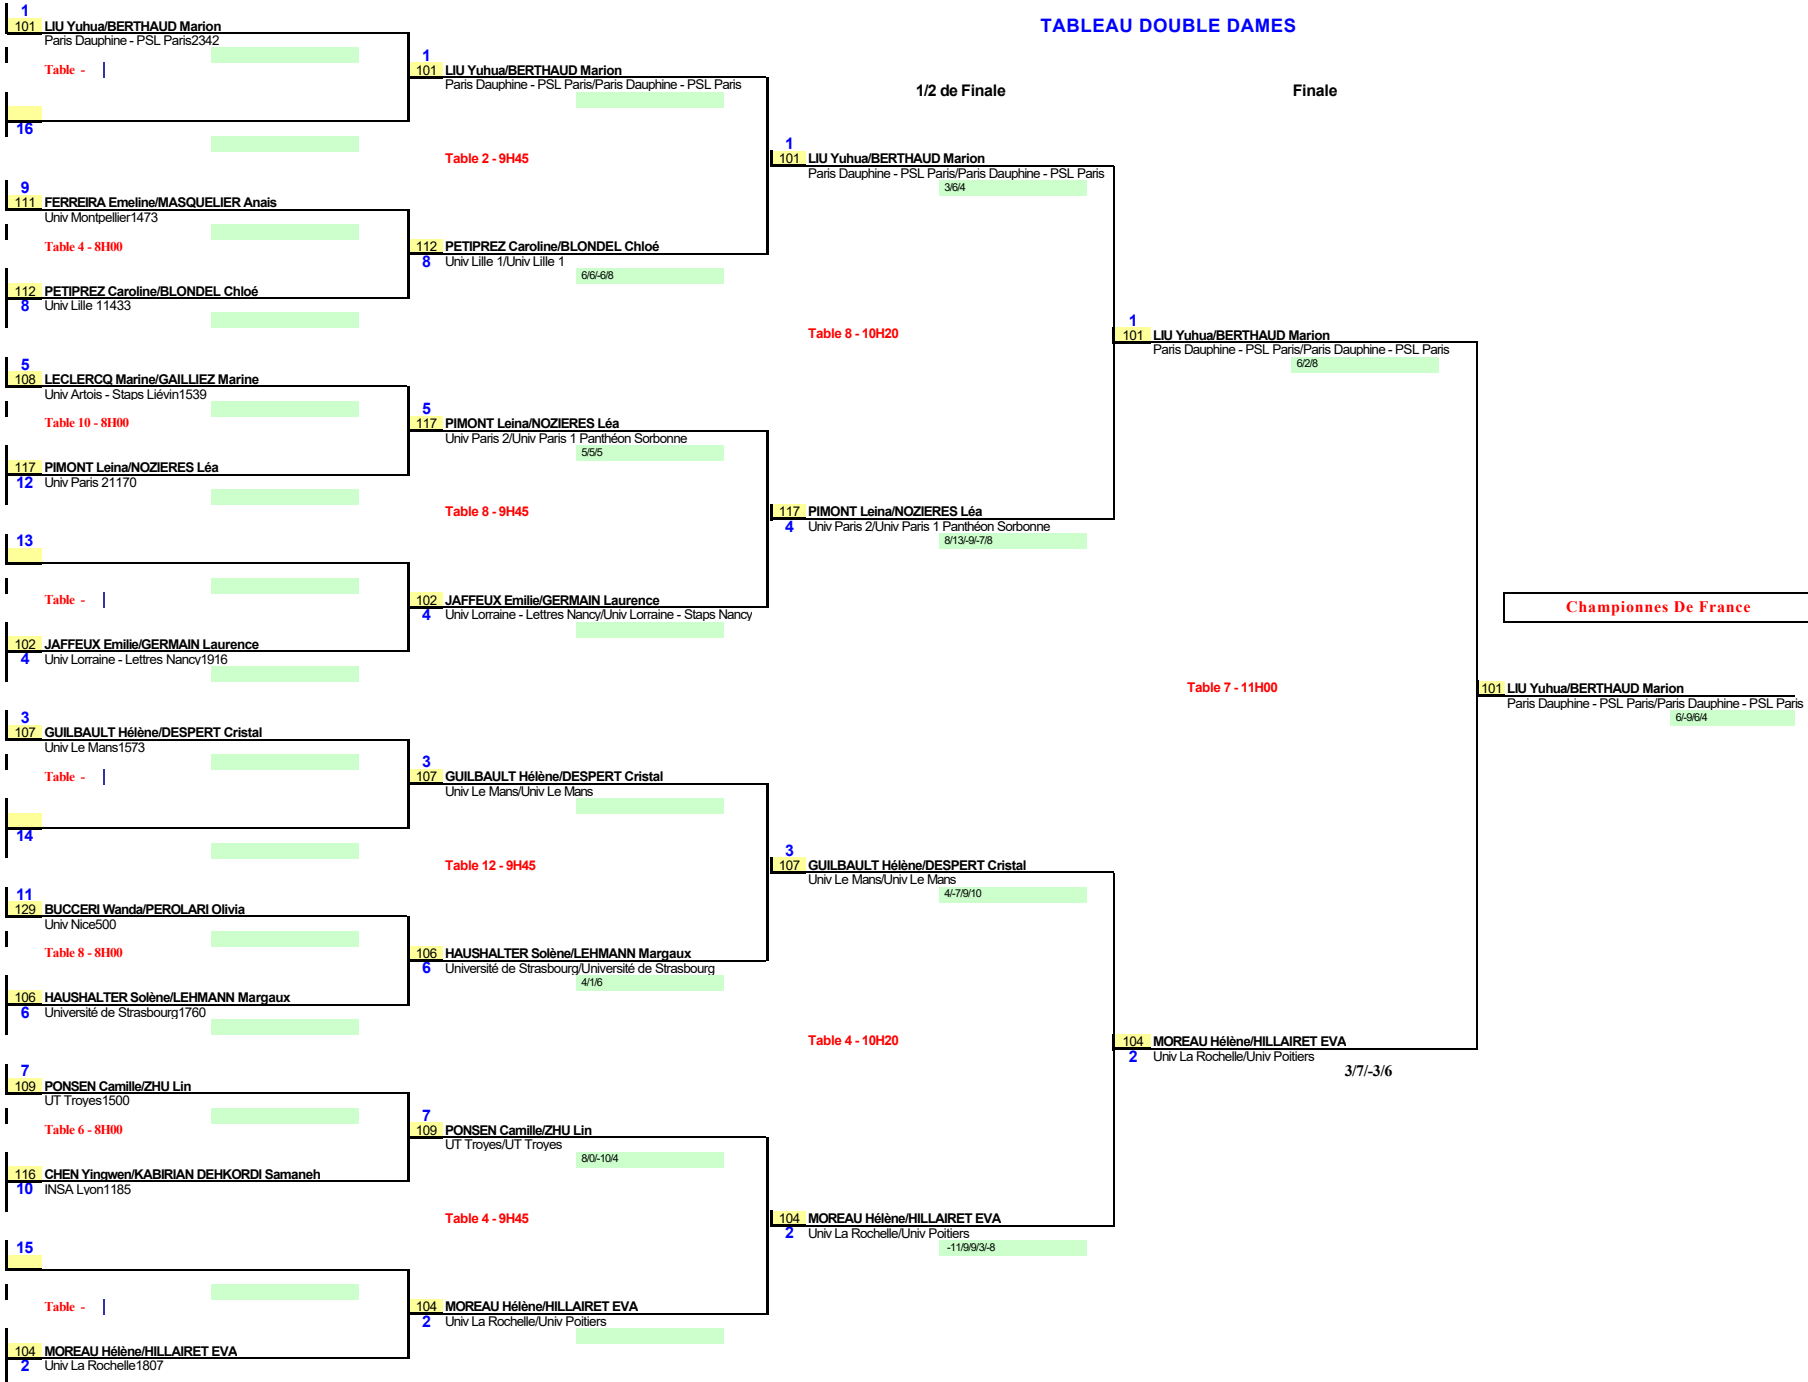 TABLEAU DOUBLE DAMES
1/2 de Finale
Finale
1
101 LIU Yuhua/BERTHAUD Marion
Paris Dauphine - PSL Paris2342
Table -
16
9
111 FERREIRA Emeline/MASQUELIER Anais
Univ Montpellier1473
Table 4 - 8H00
112 PETIPREZ Caroline/BLONDEL Chloé
8 Univ Lille 11433
5
108 LECLERCQ Marine/GAILLIEZ Marine
Univ Artois - Staps Liévin1539
Table 10 - 8H00
117 PIMONT Leina/NOZIERES Léa
12 Univ Paris 21170
13
Table -
102 JAFFEUX Emilie/GERMAIN Laurence
4 Univ Lorraine - Lettres Nancy1916
3
107 GUILBAULT Hélène/DESPERT Cristal
Univ Le Mans1573
Table -
14
11
129 BUCCERI Wanda/PEROLARI Olivia
Univ Nice500
Table 8 - 8H00
106 HAUSHALTER Solène/LEHMANN Margaux
6 Université de Strasbourg1760
7
109 PONSEN Camille/ZHU Lin
UT Troyes1500
Table 6 - 8H00
116 CHEN Yingwen/KABIRIAN DEHKORDI Samaneh
10 INSA Lyon1185
15
Table -
104 MOREAU Hélène/HILLAIRET EVA
2 Univ La Rochelle1807
1
101 LIU Yuhua/BERTHAUD Marion
Paris Dauphine - PSL Paris/Paris Dauphine - PSL Paris
Table 2 - 9H45
112 PETIPREZ Caroline/BLONDEL Chloé
8 Univ Lille 1/Univ Lille 1
6/6/-6/8
5
117 PIMONT Leina/NOZIERES Léa
Univ Paris 2/Univ Paris 1 Panthéon Sorbonne
5/5/5
Table 8 - 9H45
102 JAFFEUX Emilie/GERMAIN Laurence
4 Univ Lorraine - Lettres Nancy/Univ Lorraine - Staps Nancy
3
107 GUILBAULT Hélène/DESPERT Cristal
Univ Le Mans/Univ Le Mans
Table 12 - 9H45
106 HAUSHALTER Solène/LEHMANN Margaux
6 Université de Strasbourg/Université de Strasbourg
4/1/6
7
109 PONSEN Camille/ZHU Lin
UT Troyes/UT Troyes
8/0/-10/4
Table 4 - 9H45
104 MOREAU Hélène/HILLAIRET EVA
2 Univ La Rochelle/Univ Poitiers
1
101 LIU Yuhua/BERTHAUD Marion
Paris Dauphine - PSL Paris/Paris Dauphine - PSL Paris
3/6/4
Table 8 - 10H20
117 PIMONT Leina/NOZIERES Léa
4 Univ Paris 2/Univ Paris 1 Panthéon Sorbonne
8/13/-9/-7/8
3
107 GUILBAULT Hélène/DESPERT Cristal
Univ Le Mans/Univ Le Mans
4/-7/9/10
Table 4 - 10H20
104 MOREAU Hélène/HILLAIRET EVA
2 Univ La Rochelle/Univ Poitiers
-11/9/9/3/-8
1
101 LIU Yuhua/BERTHAUD Marion
Paris Dauphine - PSL Paris/Paris Dauphine - PSL Paris
6/2/8
Table 7 - 11H00
104 MOREAU Hélène/HILLAIRET EVA
2 Univ La Rochelle/Univ Poitiers
3/7/-3/6
Championnes De France
101 LIU Yuhua/BERTHAUD Marion
Paris Dauphine - PSL Paris/Paris Dauphine - PSL Paris
6/-9/6/4